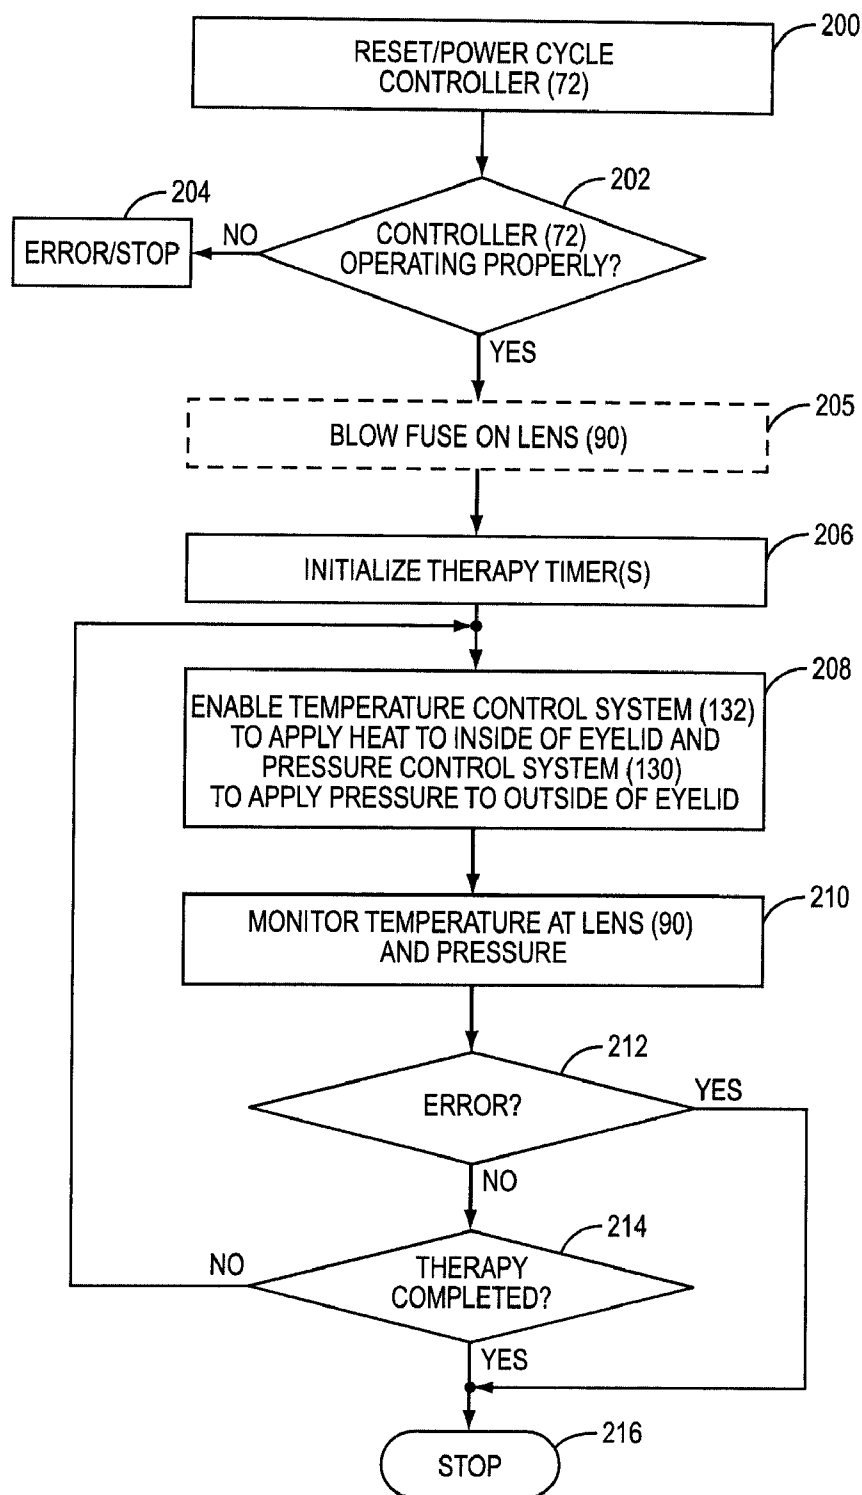 200
RESET/POWER CYCLE
CONTROLLER (72)
202
204
CONTROLLER (72)
OPERATING PROPERLY?
NO
ERROR/STOP
YES
205
BLOW FUSE ON LENS (90)
206
INITIALIZE THERAPY TIMER(S)
208
ENABLE TEMPERATURE CONTROL SYSTEM (132)
TO APPLY HEAT TO INSIDE OF EYELID AND
PRESSURE CONTROL SYSTEM (130)
TO APPLY PRESSURE TO OUTSIDE OF EYELID
210
MONITOR TEMPERATURE AT LENS (90)
AND PRESSURE
212
ERROR?
YES
NO
214
THERAPY
COMPLETED?
NO
YES
216
STOP